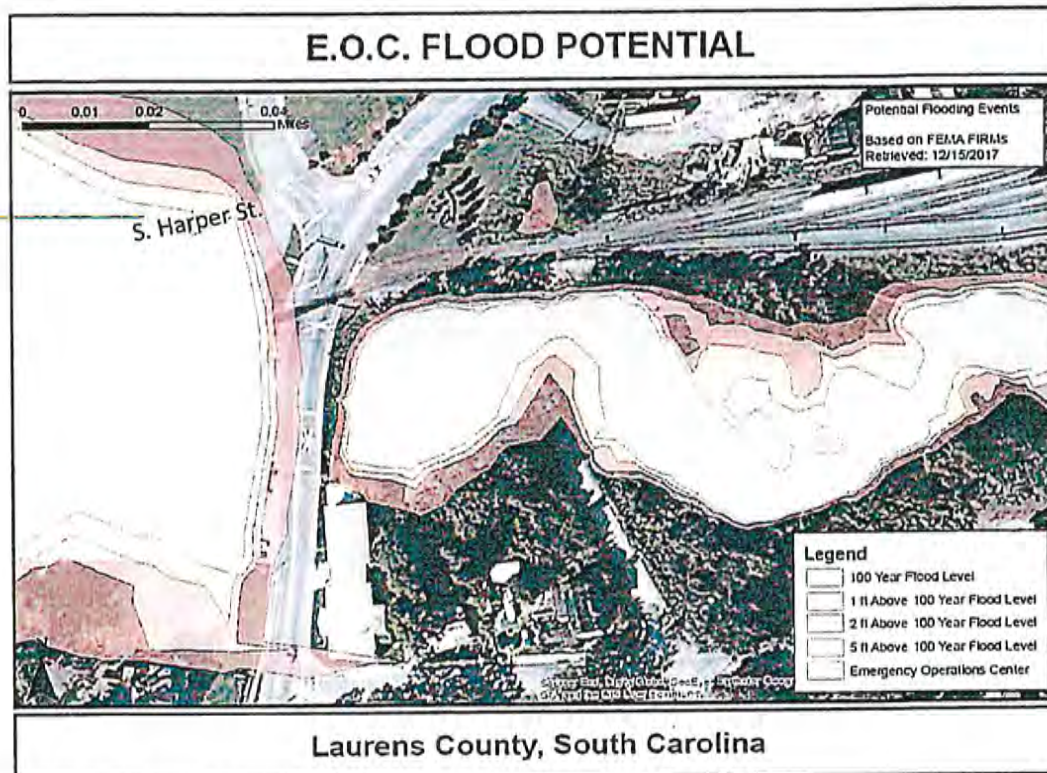 E.O.C. FLOOD POTENTIAL
0 0.01 0.02 0.04
Miles
Potential Flooding Events
Based on FEMA FIRMs
Retrieved: 12/15/2017
S. Harper St.
Legend
100 Year Flood Level
1 ft Above 100 Year Flood Level
2 ft Above 100 Year Flood Level
5 ft Above 100 Year Flood Level
Emergency Operations Center
Laurens County, South Carolina